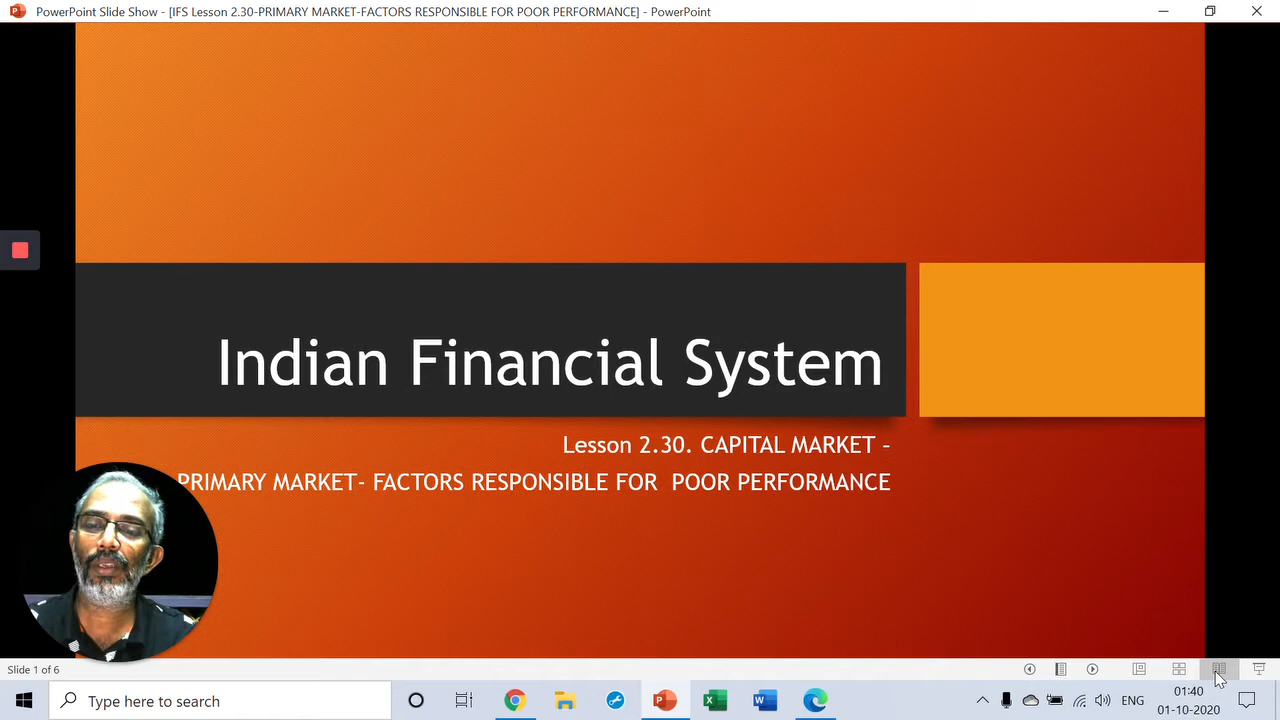 PowerPoint Slide Show - [IFS Lesson 2.30-PRIMARY MARKET-FACTORS RESPONSIBLE FOR POOR PERFORMANCE] - PowerPoint
Indian Financial System
Lesson 2.30. CAPITAL MARKET –
PRIMARY MARKET- FACTORS RESPONSIBLE FOR POOR PERFORMANCE
Slide 1 of 6
Type here to search
ENG
01:40
01-10-2020